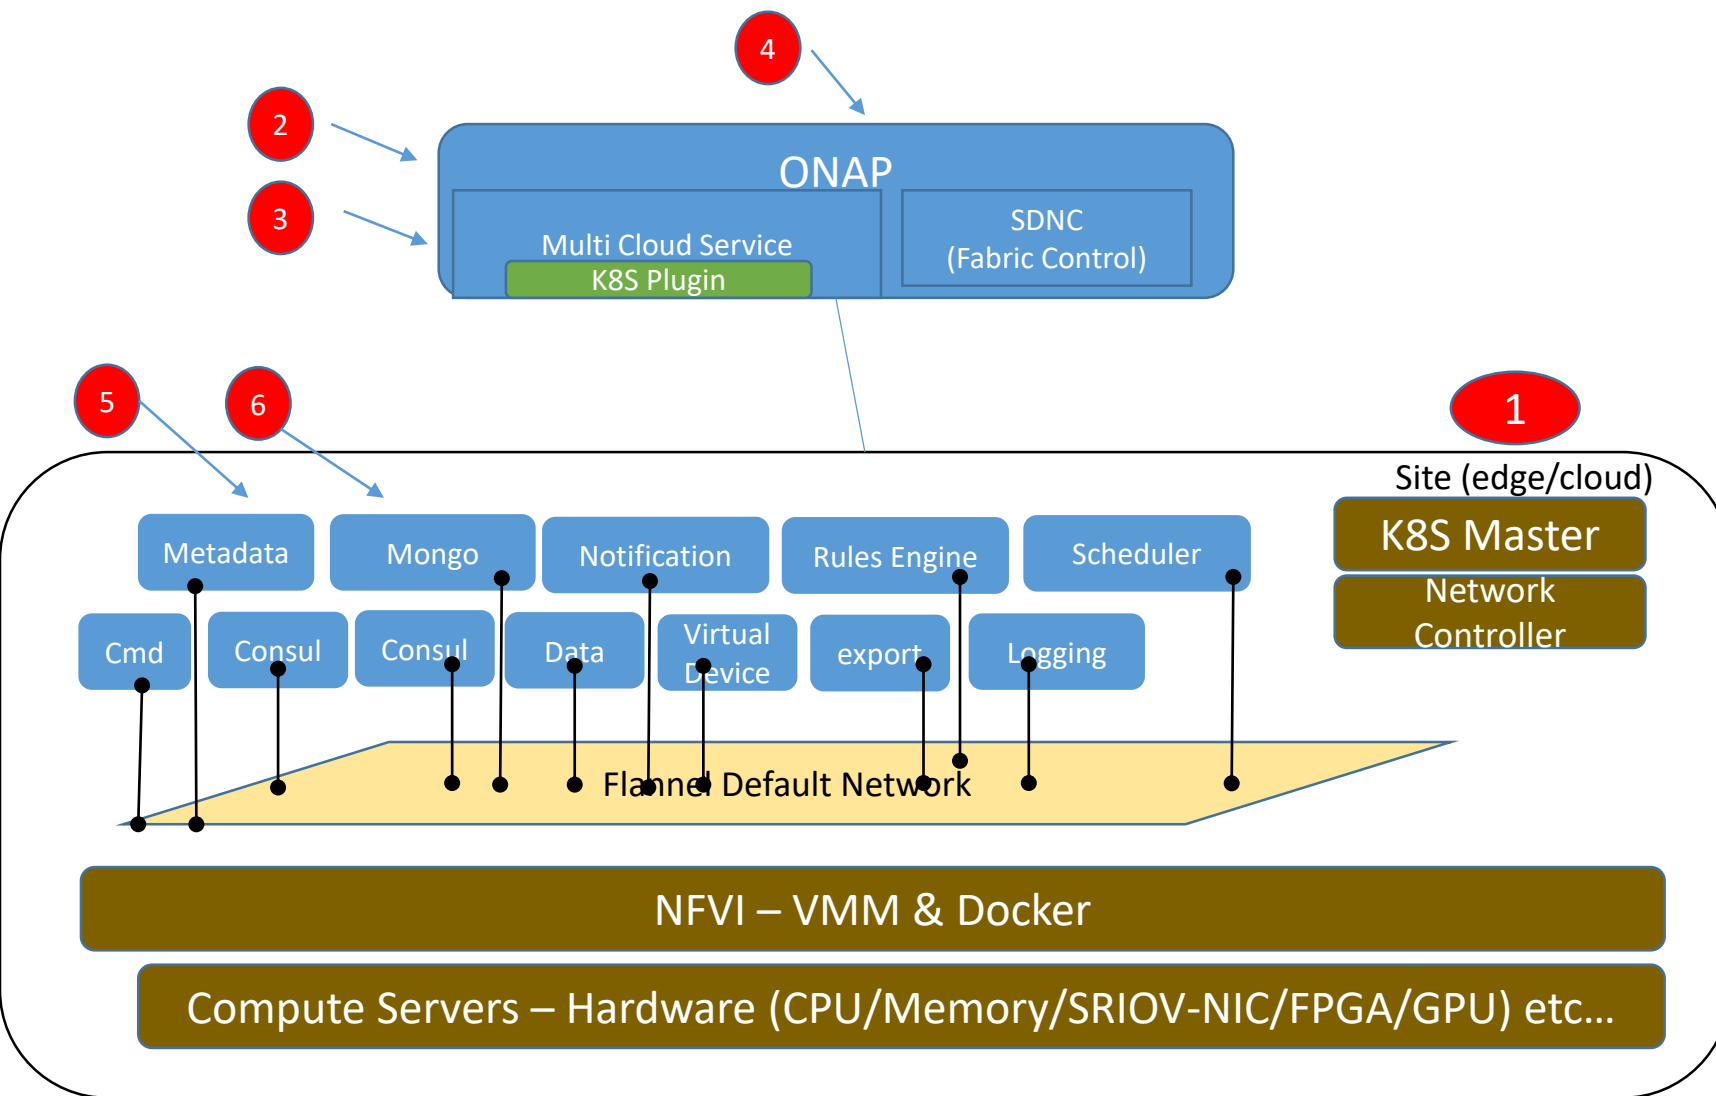 4
2
3
ONAP
Multi Cloud Service
K8S Plugin
SDNC
(Fabric Control)
5
6
1
Site (edge/cloud)
K8S Master
Network
Controller
Metadata
Mongo
Notification
Rules Engine
Scheduler
Cmd
Consul
Consul
Data
Virtual
Device
export
Logging
Flannel Default Network
NFVI – VMM & Docker
Compute Servers – Hardware (CPU/Memory/SRIOV-NIC/FPGA/GPU) etc…